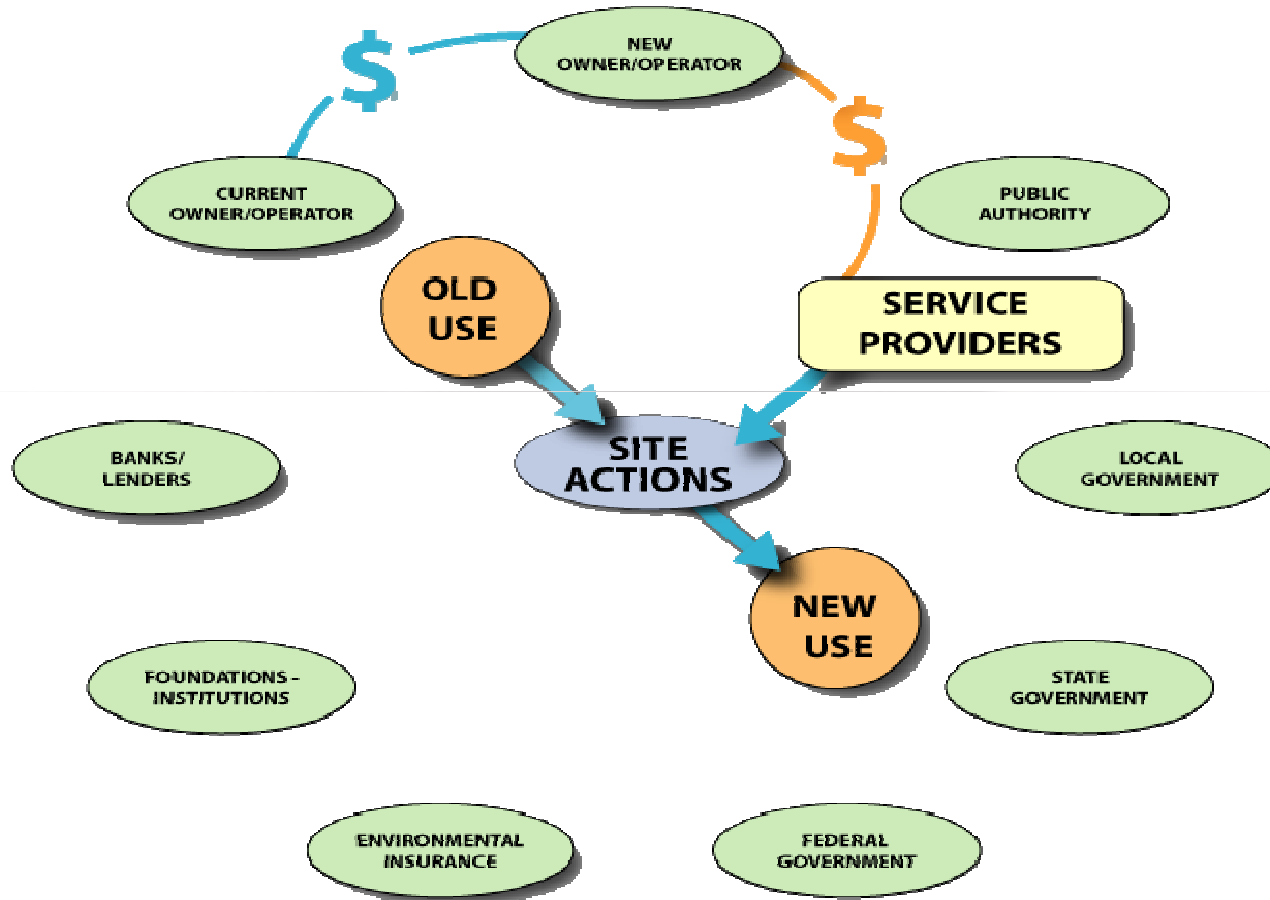 $
NEW
OWNER/OPERATOR
$
CURRENT
OWNER/OPERATOR
PUBLIC
AUTHORITY
OLD
USE
SERVICE
PROVIDERS
SITE
ACTIONS
BANKS/
LENDERS
LOCAL
GOVERNMENT
NEW
USE
FOUNDATIONS –
INSTITUTIONS
STATE
GOVERNMENT
ENVIRONMENTAL
INSURANCE
FEDERAL
GOVERNMENT